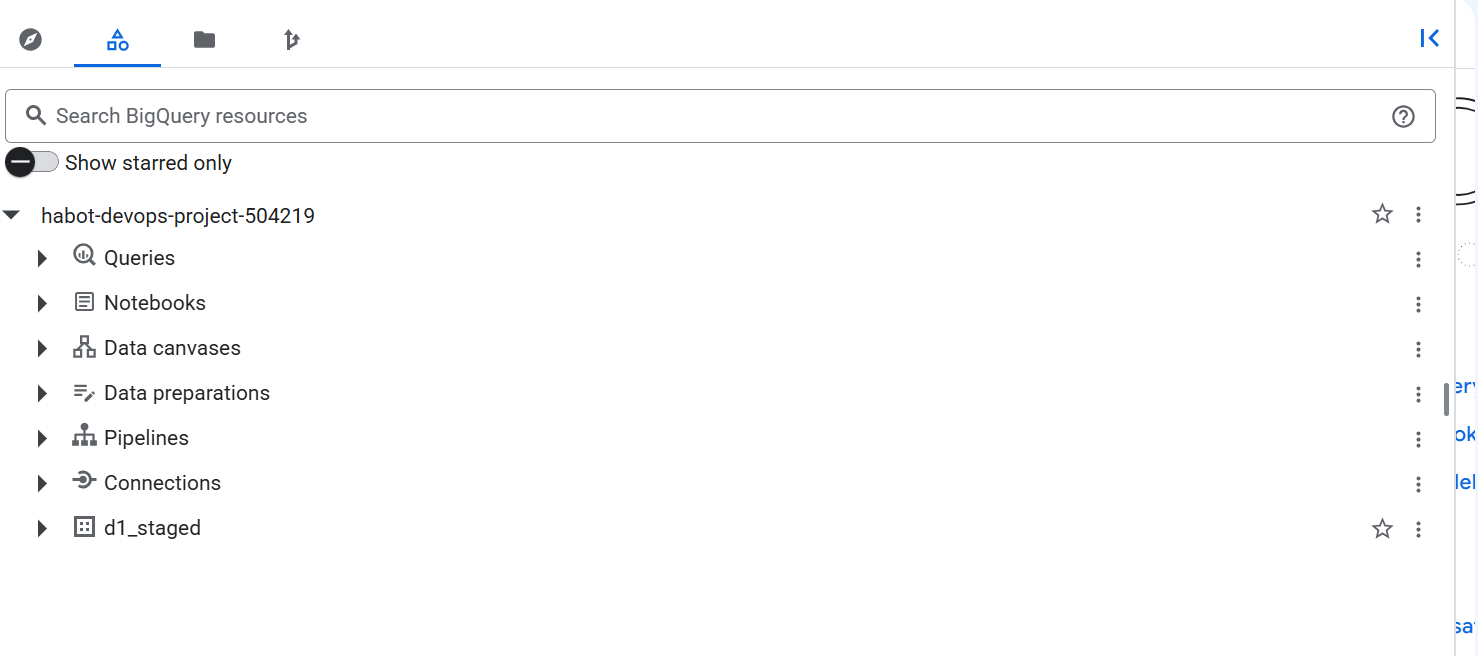 Search BigQuery resources
Show starred only
habot-devops-project-504219
Queries
Notebooks
Data canvases
Data preparations
Pipelines
Connections
d1_staged